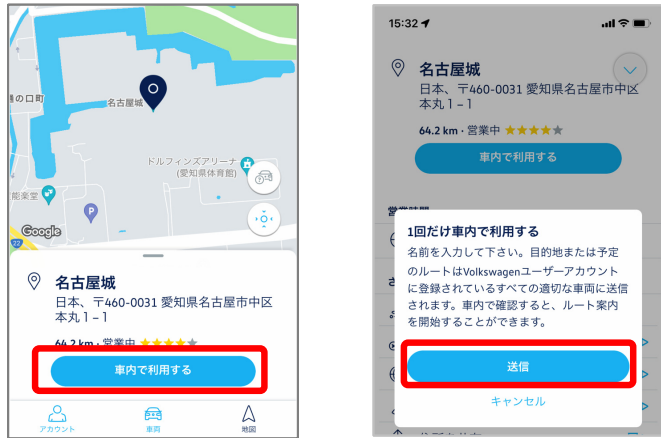 名古屋城
の口町
ドルフィンズアリーナ
(愛知県体育館)
能楽堂
P
Google
22
名古屋城
日本、〒460-0031 愛知県名古屋市中区
本丸1-1
64.2 km・営業中 ★★★★★
車内で利用する
アカウント
車両
地図
15:32
名古屋城
日本、〒460-0031 愛知県名古屋市中区
本丸1-1
64.2 km・営業中 ★★★★★
車内で利用する
営業時間
1回だけ車内で利用する
名前を入力して下さい。目的地または予定
のルートはVolkswagenユーザーアカウント
に登録されているすべての適切な車両に送信
されます。車内で確認すると、ルート案内
を開始することができます。
送信
キャンセル